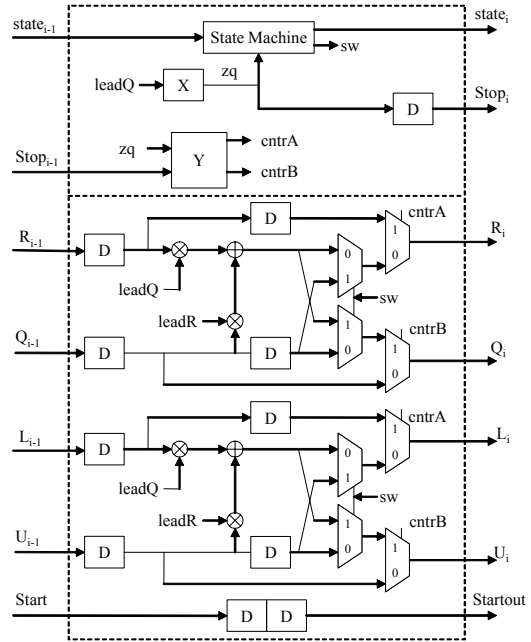 state_{i-1}
State Machine
state_i
sw
leadQ
X
zq
D
Stop_i
zq
Y
cntrA
cntrB
Stop_{i-1}
R_{i-1}
D
D
cntrA
1
0
R_i
leadQ
0
1
sw
leadR
Q_{i-1}
D
D
1
0
cntrB
1
0
Q_i
L_{i-1}
D
D
cntrA
1
0
L_i
leadQ
0
1
sw
leadR
U_{i-1}
D
D
1
0
cntrB
1
0
U_i
Start
D D
Startout